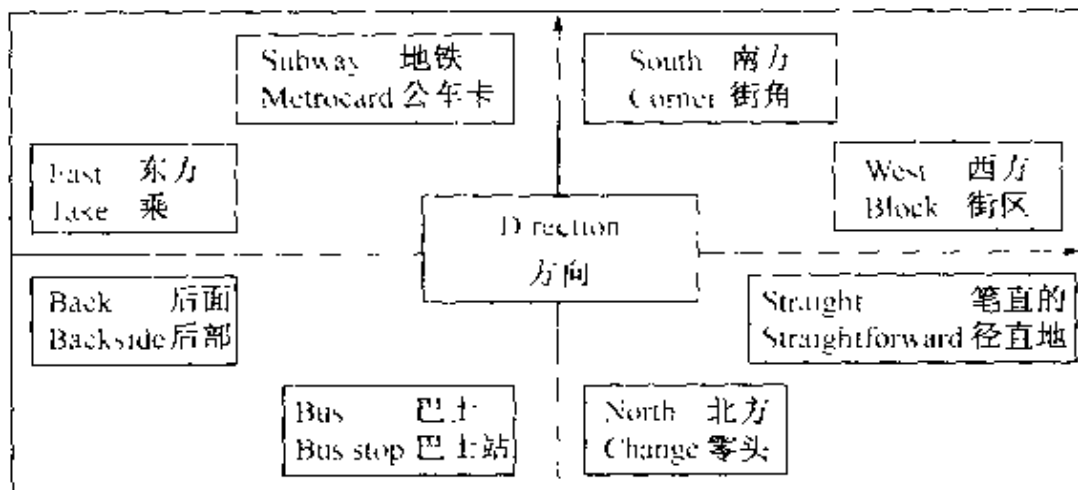 Subway 地铁
Metrocard 公车卡
South 南方
Corner 街角
East 东方
Take 乘
West 西方
Block 街区
Direction
方向
Back 后面
Backside 后部
Straight 笔直的
Straightforward 径直地
Bus 巴士
Bus stop 巴士站
North 北方
Change 零头